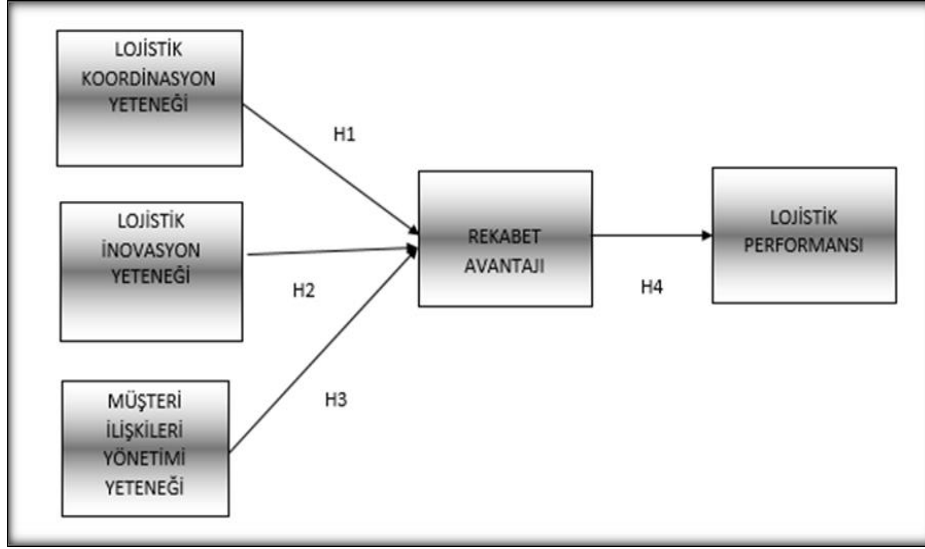 LOJİSTİK
KOORDİNASYON
YETENEĞİ
H1
LOJİSTİK
İNOVASYON
YETENEĞİ
H2
MÜŞTERİ
İLİŞKİLERİ
YÖNETİMİ
YETENEĞİ
H3
REKABET
AVANTAJI
H4
LOJİSTİK
PERFORMANSI